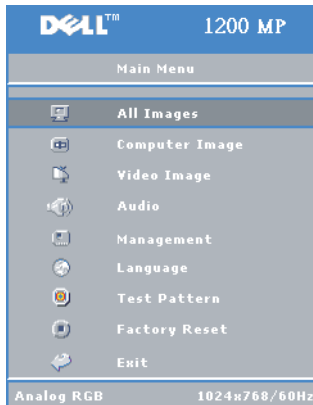 DELL™ 1200 MP
Main Menu
All Images
Computer Image
Video Image
Audio
Management
Language
Test Pattern
Factory Reset
Exit
Analog RGB 1024x768/60Hz